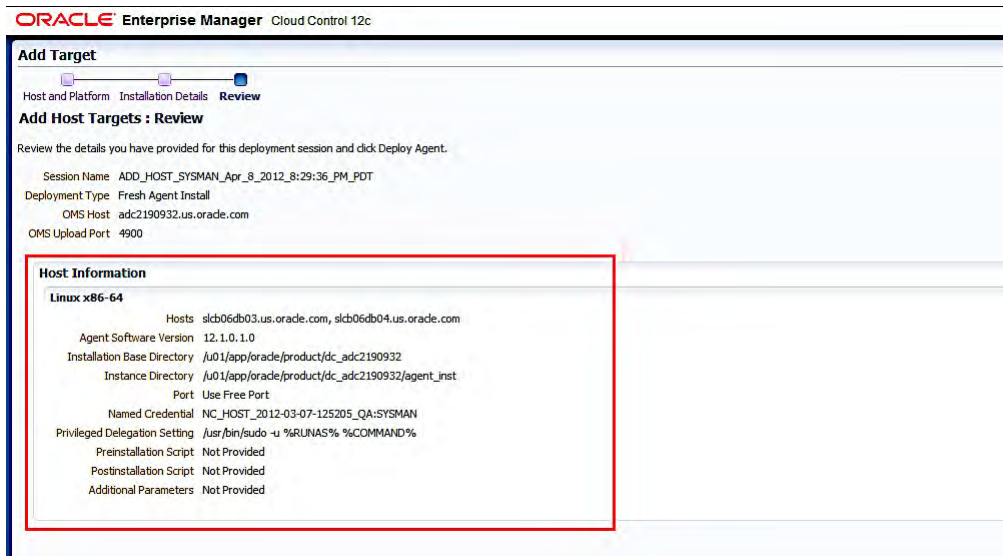 ORACLE Enterprise Manager Cloud Control 12c
Add Target
Host and Platform Installation Details Review
Add Host Targets : Review
Review the details you have provided for this deployment session and click Deploy Agent.
Session Name ADD_HOST_SYSMAN_Apr_8_2012_8:29:36_PM_PDT
Deployment Type Fresh Agent Install
OMS Host adc2190932.us.oracle.com
OMS Upload Port 4900
Host Information
Linux x86-64
Hosts slcb06db03.us.oracle.com, slcb06db04.us.oracle.com
Agent Software Version 12.1.0.1.0
Installation Base Directory /u01/app/oracle/product/dc_adc2190932
Instance Directory /u01/app/oracle/product/dc_adc2190932/agent_inst
Port Use Free Port
Named Credential NC_HOST_2012-03-07-125205_QA:SYSMAN
Privileged Delegation Setting /usr/bin/sudo -u %RUNAS% %COMMAND%
Preinstallation Script Not Provided
Postinstallation Script Not Provided
Additional Parameters Not Provided